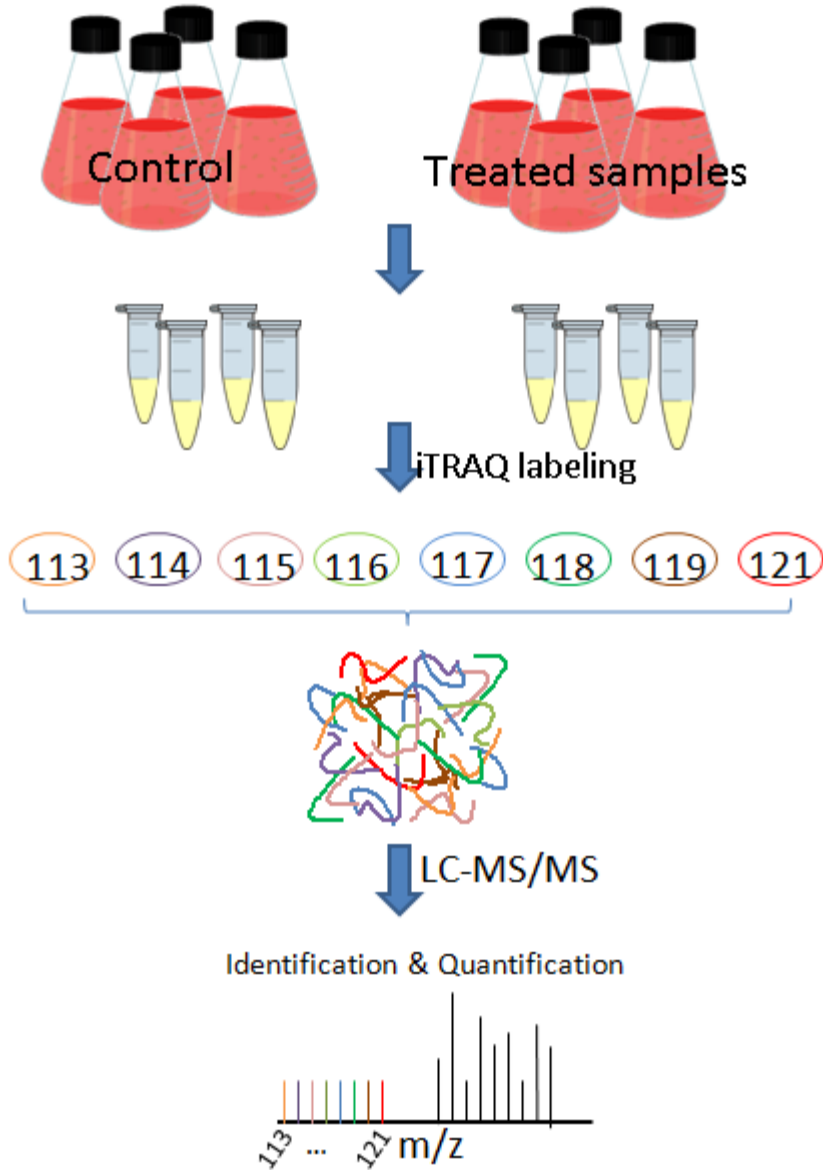 Control
Treated samples
iTRAQ labeling
113 114 115 116 117 118 119 121
LC-MS/MS
Identification & Quantification
113 ... 121 m/z